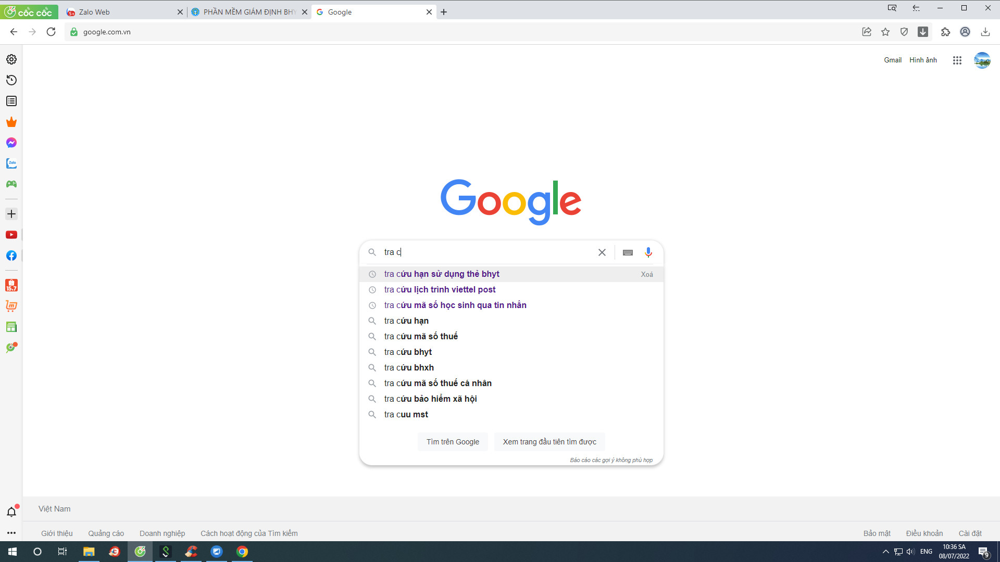 cốc cốc
Zalo Web
PHẦN MỀM GIÁM ĐỊNH BHY
Google
google.com.vn
Gmail
Hình ảnh
Google
tra c
tra cứu hạn sử dụng thẻ bhyt
Xoá
tra cứu lịch trình viettel post
tra cứu mã số học sinh qua tin nhắn
tra cứu hạn
tra cứu mã số thuế
tra cứu bhyt
tra cứu bhxh
tra cứu mã số thuế cá nhân
tra cứu bảo hiểm xã hội
tra cuu mst
Tìm trên Google
Xem trang đầu tiên tìm được
Báo cáo các gợi ý không phù hợp
Zalo
15.7
Việt Nam
Giới thiệu
Quảng cáo
Doanh nghiệp
Cách hoạt động của Tìm kiếm
Bảo mật
Điều khoản
Cài đặt
ENG
10:36 SA
08/07/2022
9